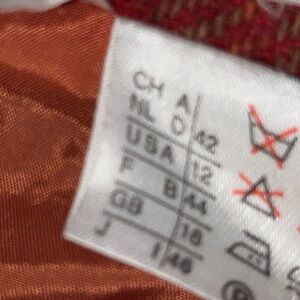 CH A
NL D 42
USA 12
F B 44
GB 16
J I 46